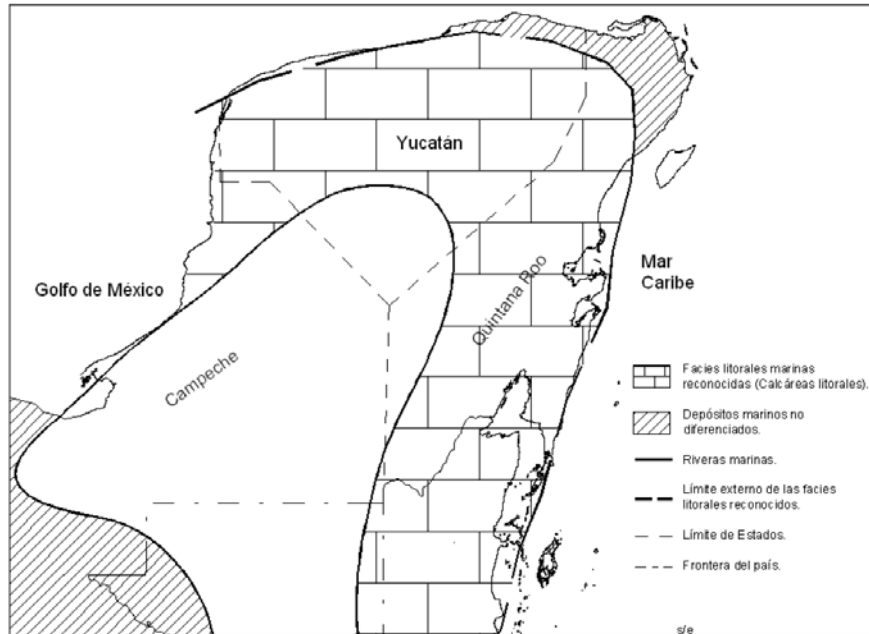 Yucatán
Golfo de México
Mar
Caribe
Quintana Roo
Campeche
Facies litorales marinas
reconocidas (Calcáreas litorales).
Depósitos marinos no
diferenciados.
Riveras marinas.
Límite externo de las facies
litorales reconocidos.
Límite de Estados.
Frontera del país.
s/e